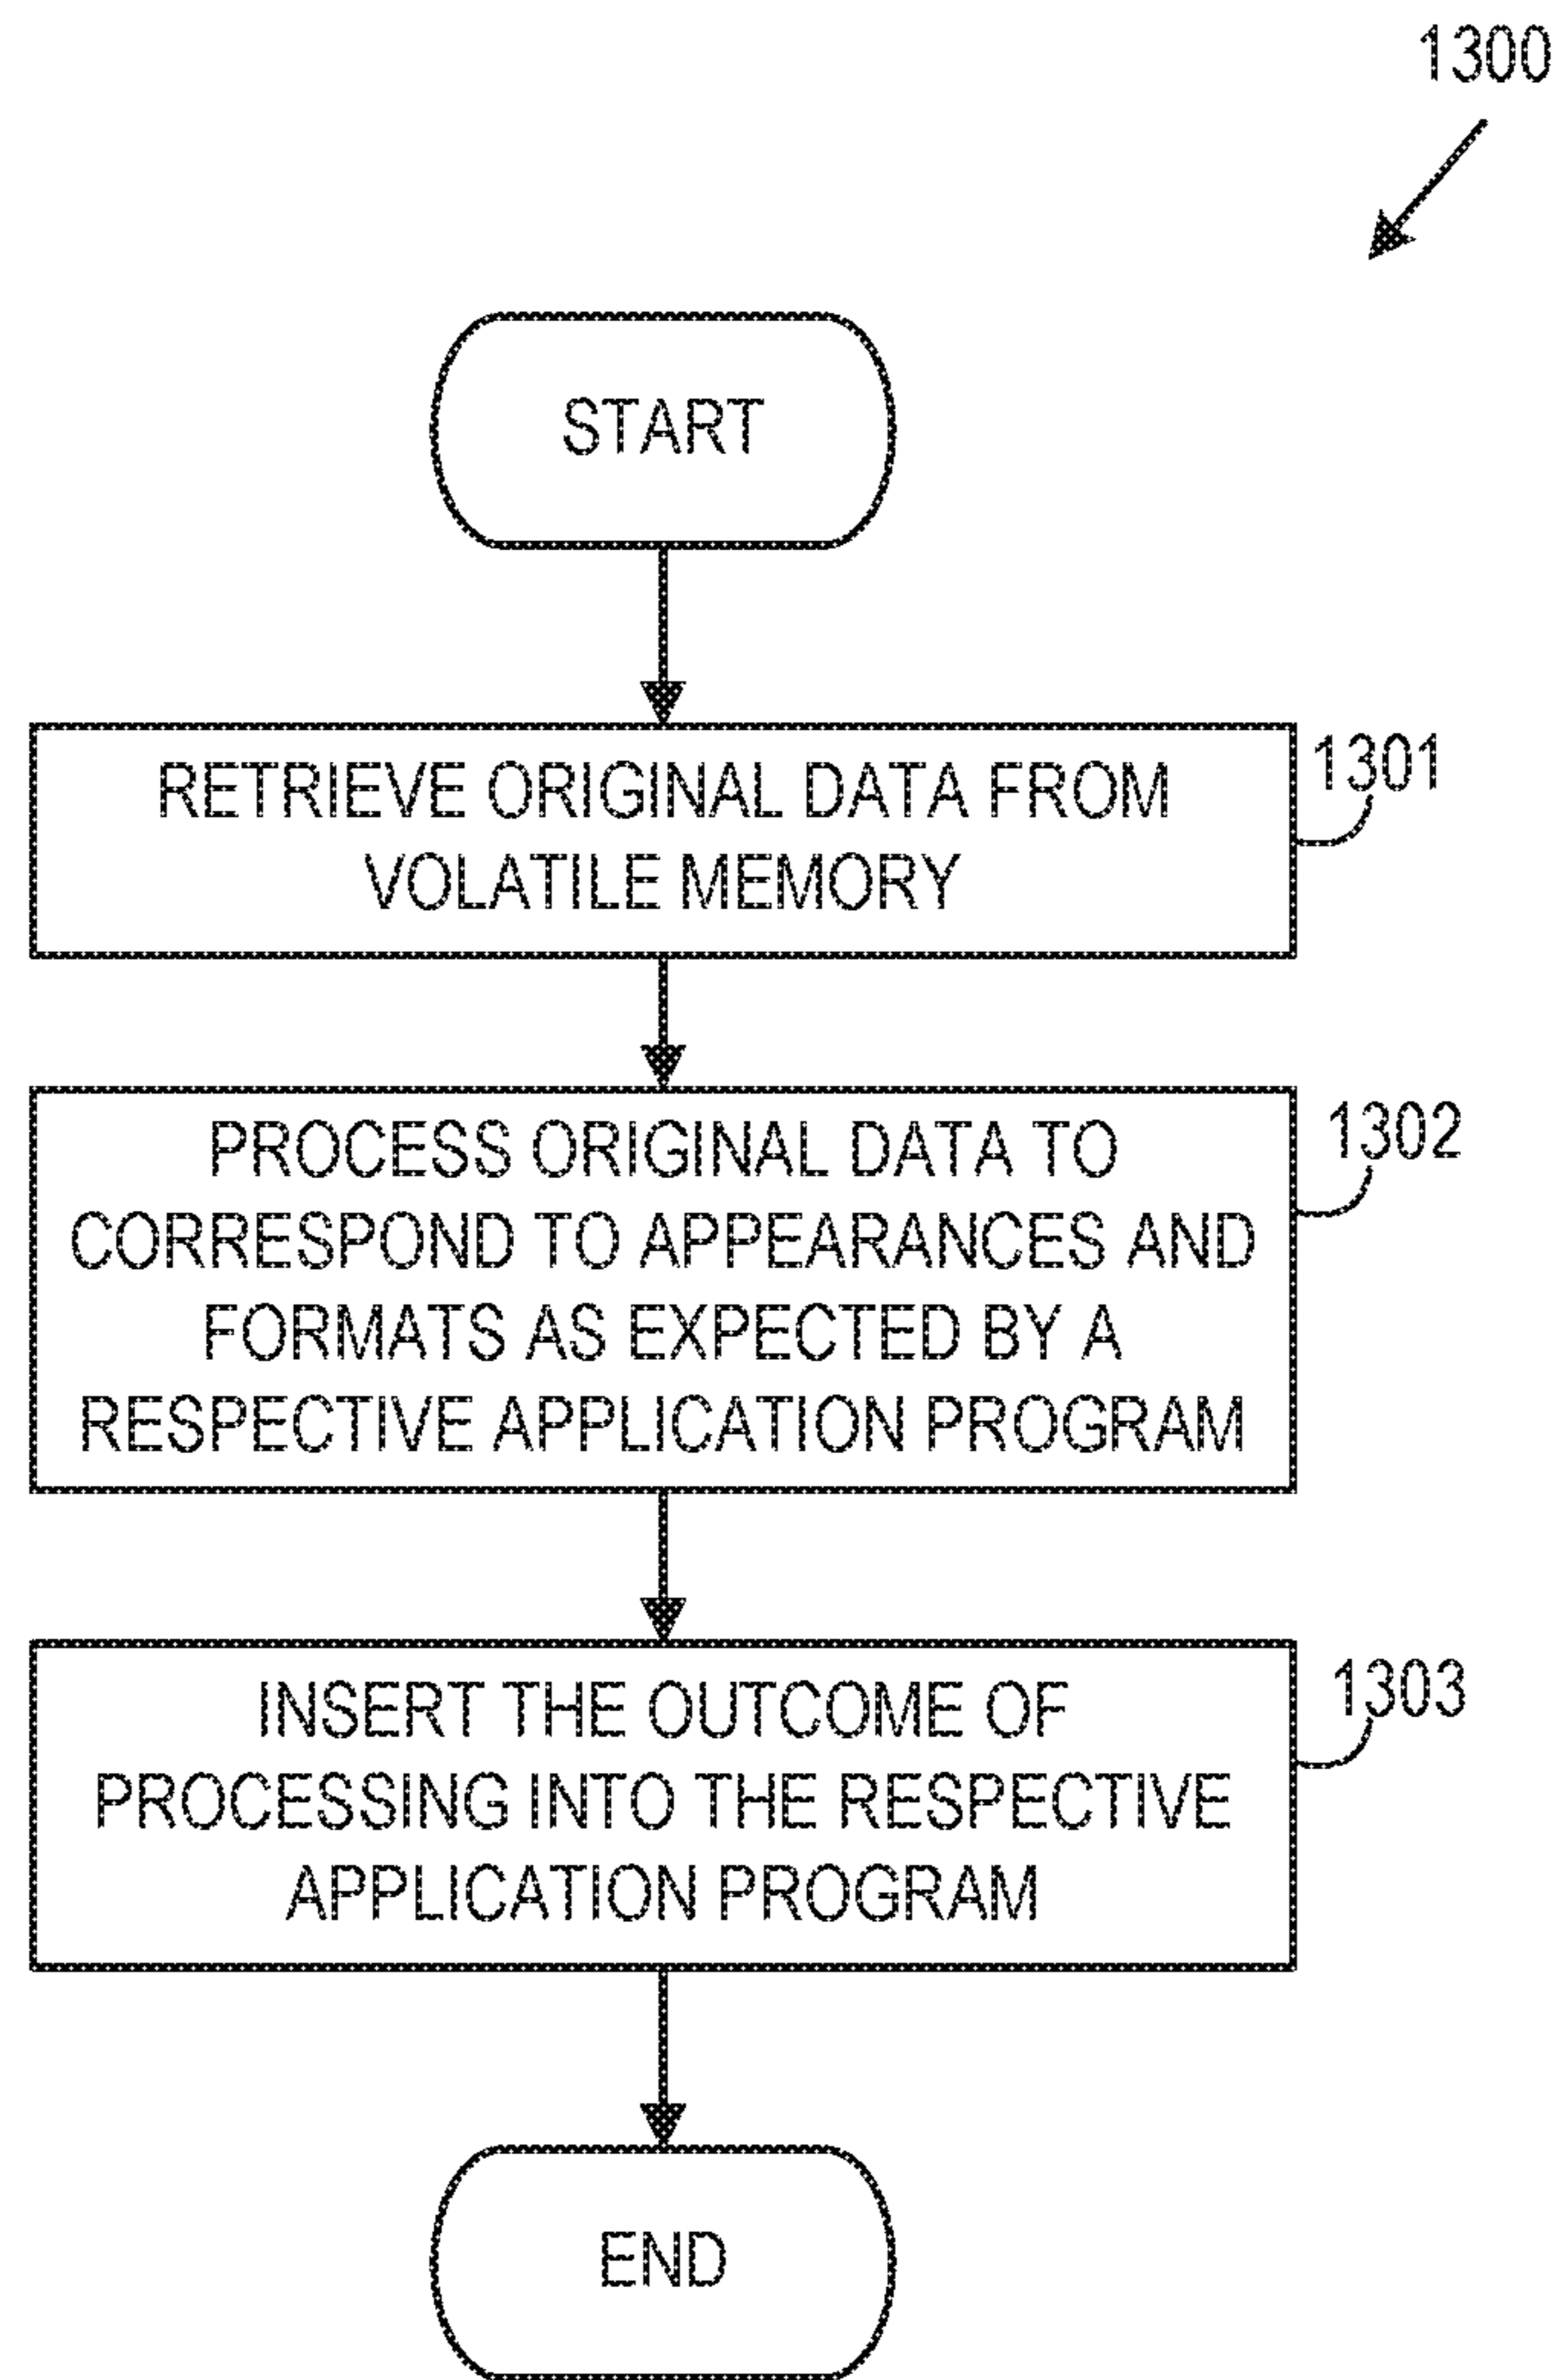 1300
START
RETRIEVE ORIGINAL DATA FROM
VOLATILE MEMORY
1301
PROCESS ORIGINAL DATA TO
CORRESPOND TO APPEARANCES AND
FORMATS AS EXPECTED BY A
RESPECTIVE APPLICATION PROGRAM
1302
INSERT THE OUTCOME OF
PROCESSING INTO THE RESPECTIVE
APPLICATION PROGRAM
1303
END